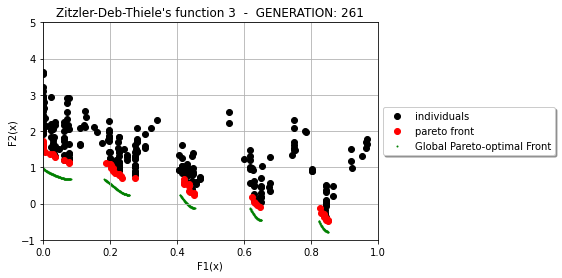 Zitzler-Deb-Thiele's function 3 - GENERATION: 261
5
4
3
2
1
0
−1
F2(x)
0.0 0.2 0.4 0.6 0.8 1.0
F1(x)
individuals
pareto front
Global Pareto-optimal Front